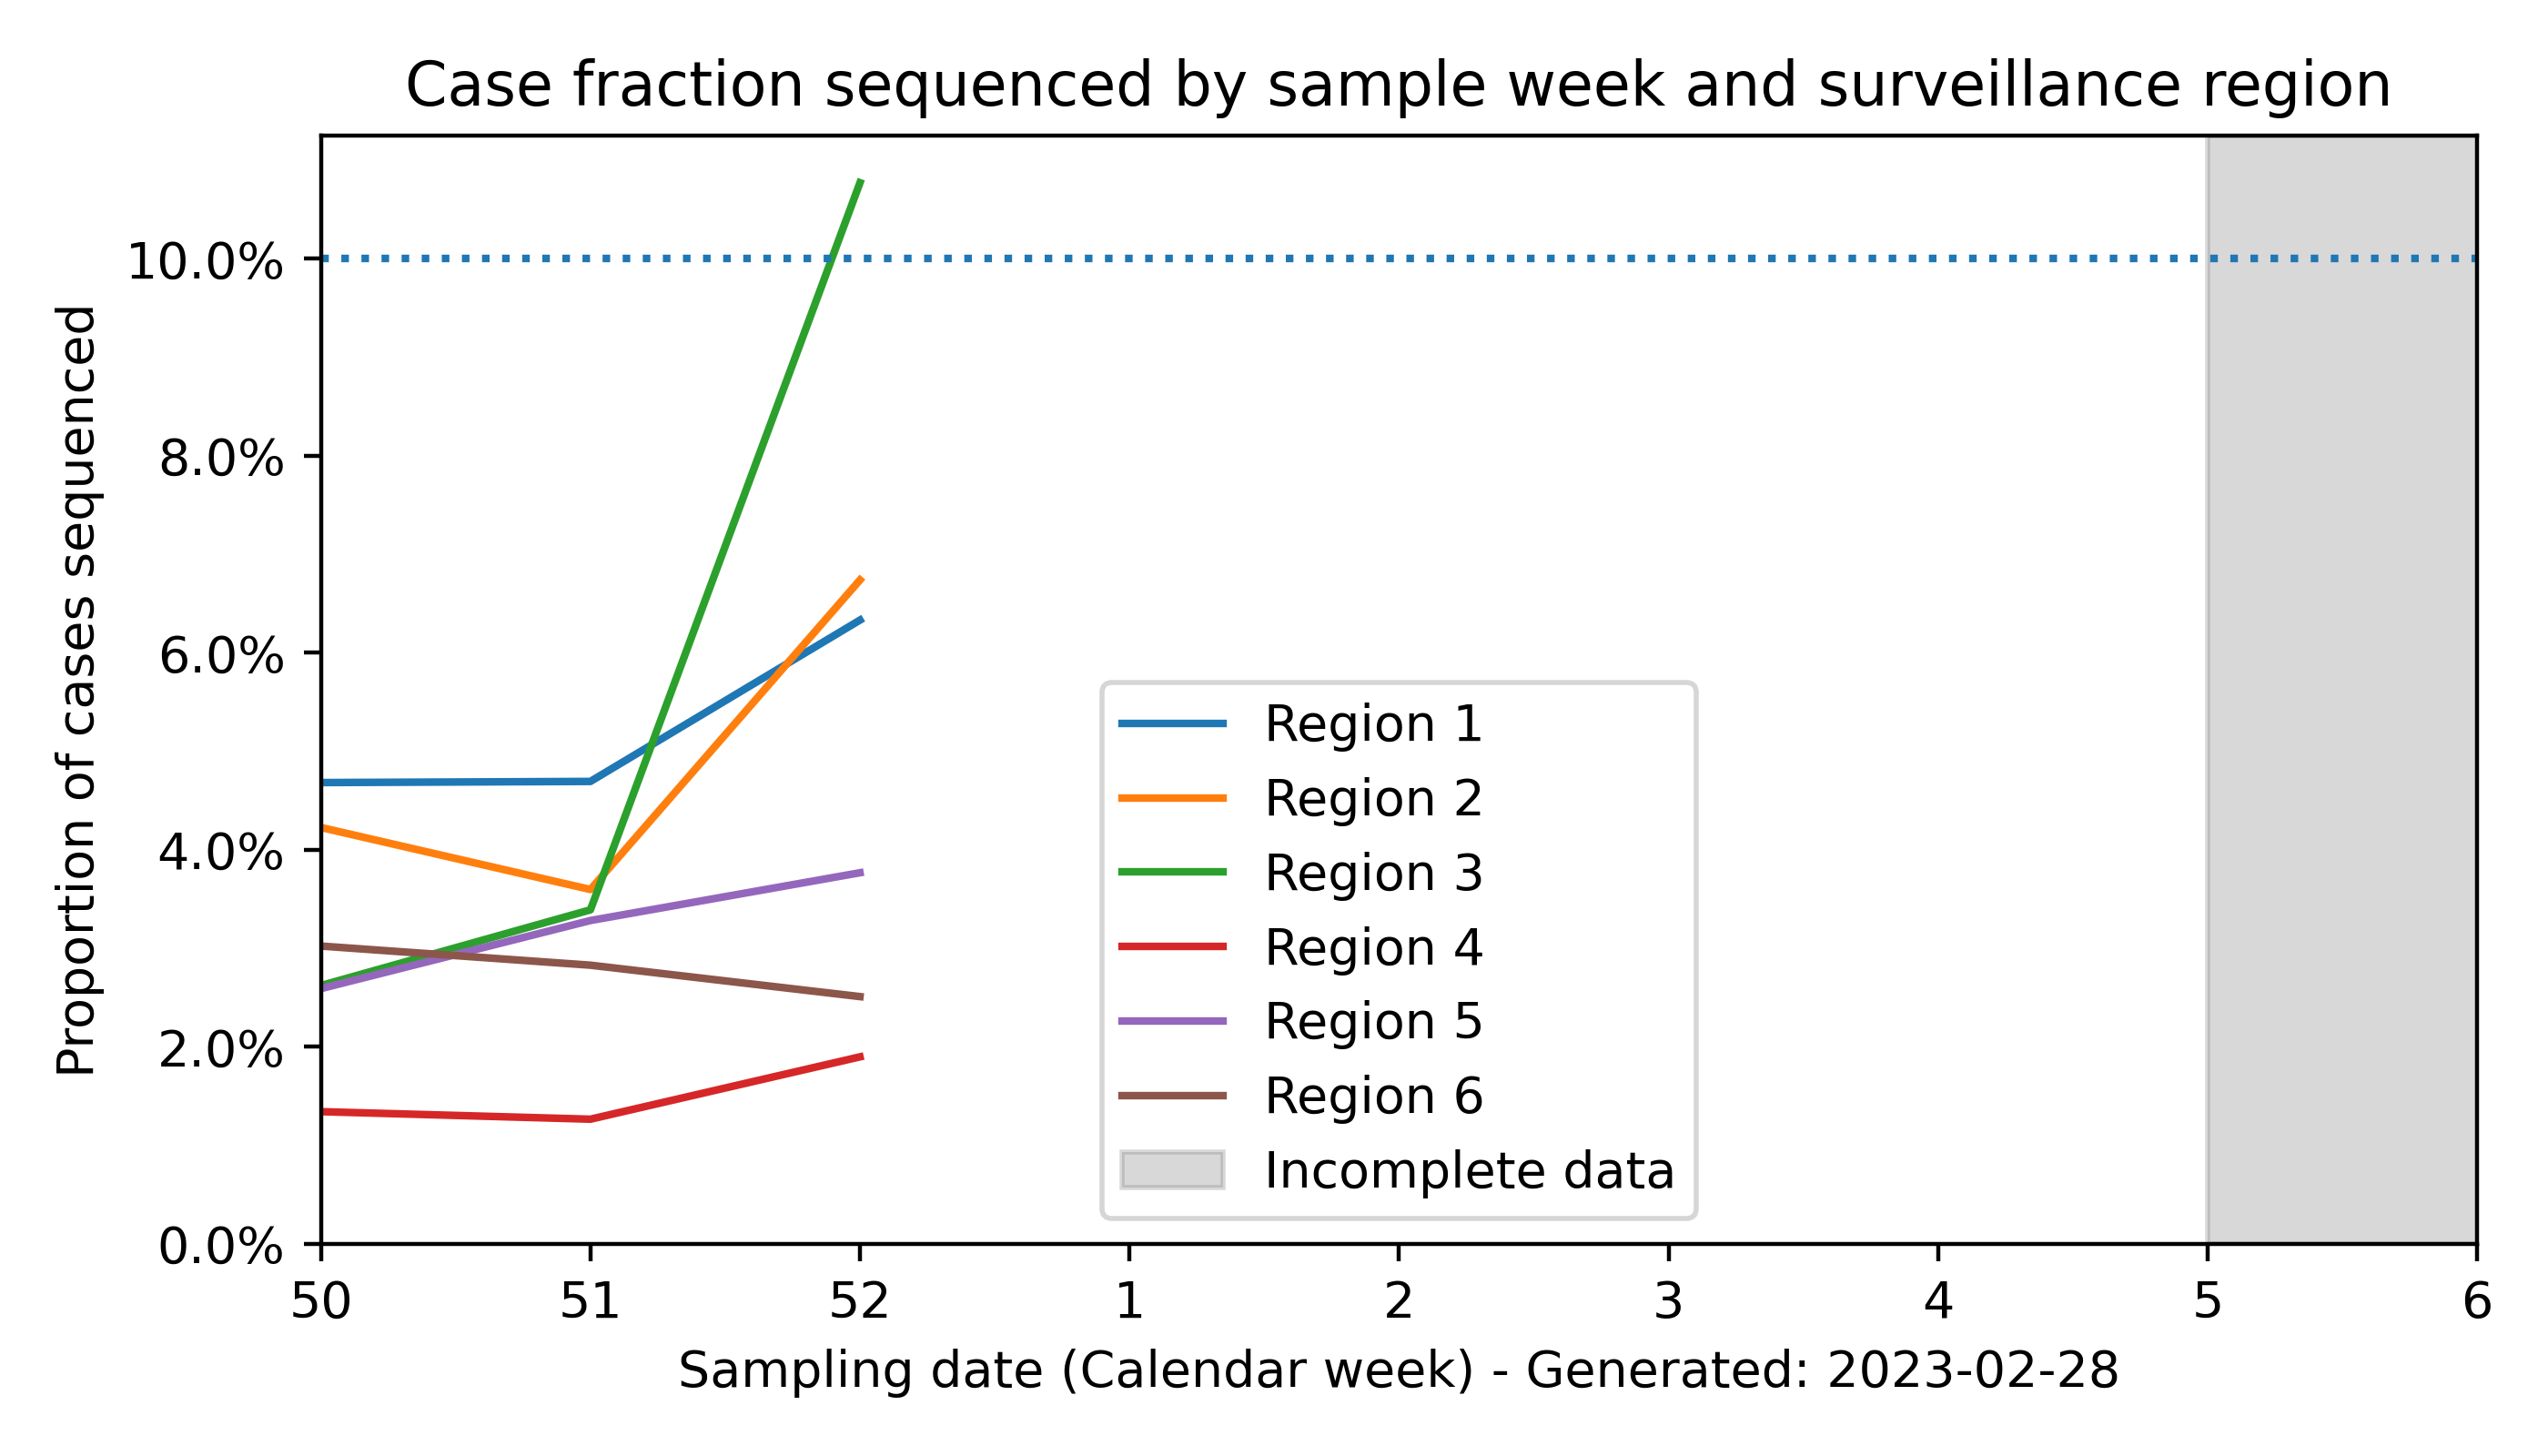 Case fraction sequenced by sample week and surveillance region
Proportion of cases sequenced
10.0%
8.0%
6.0%
4.0%
2.0%
0.0%
Region 1
Region 2
Region 3
Region 4
Region 5
Region 6
Incomplete data
50 51 52 1 2 3 4 5 6
Sampling date (Calendar week) - Generated: 2023-02-28